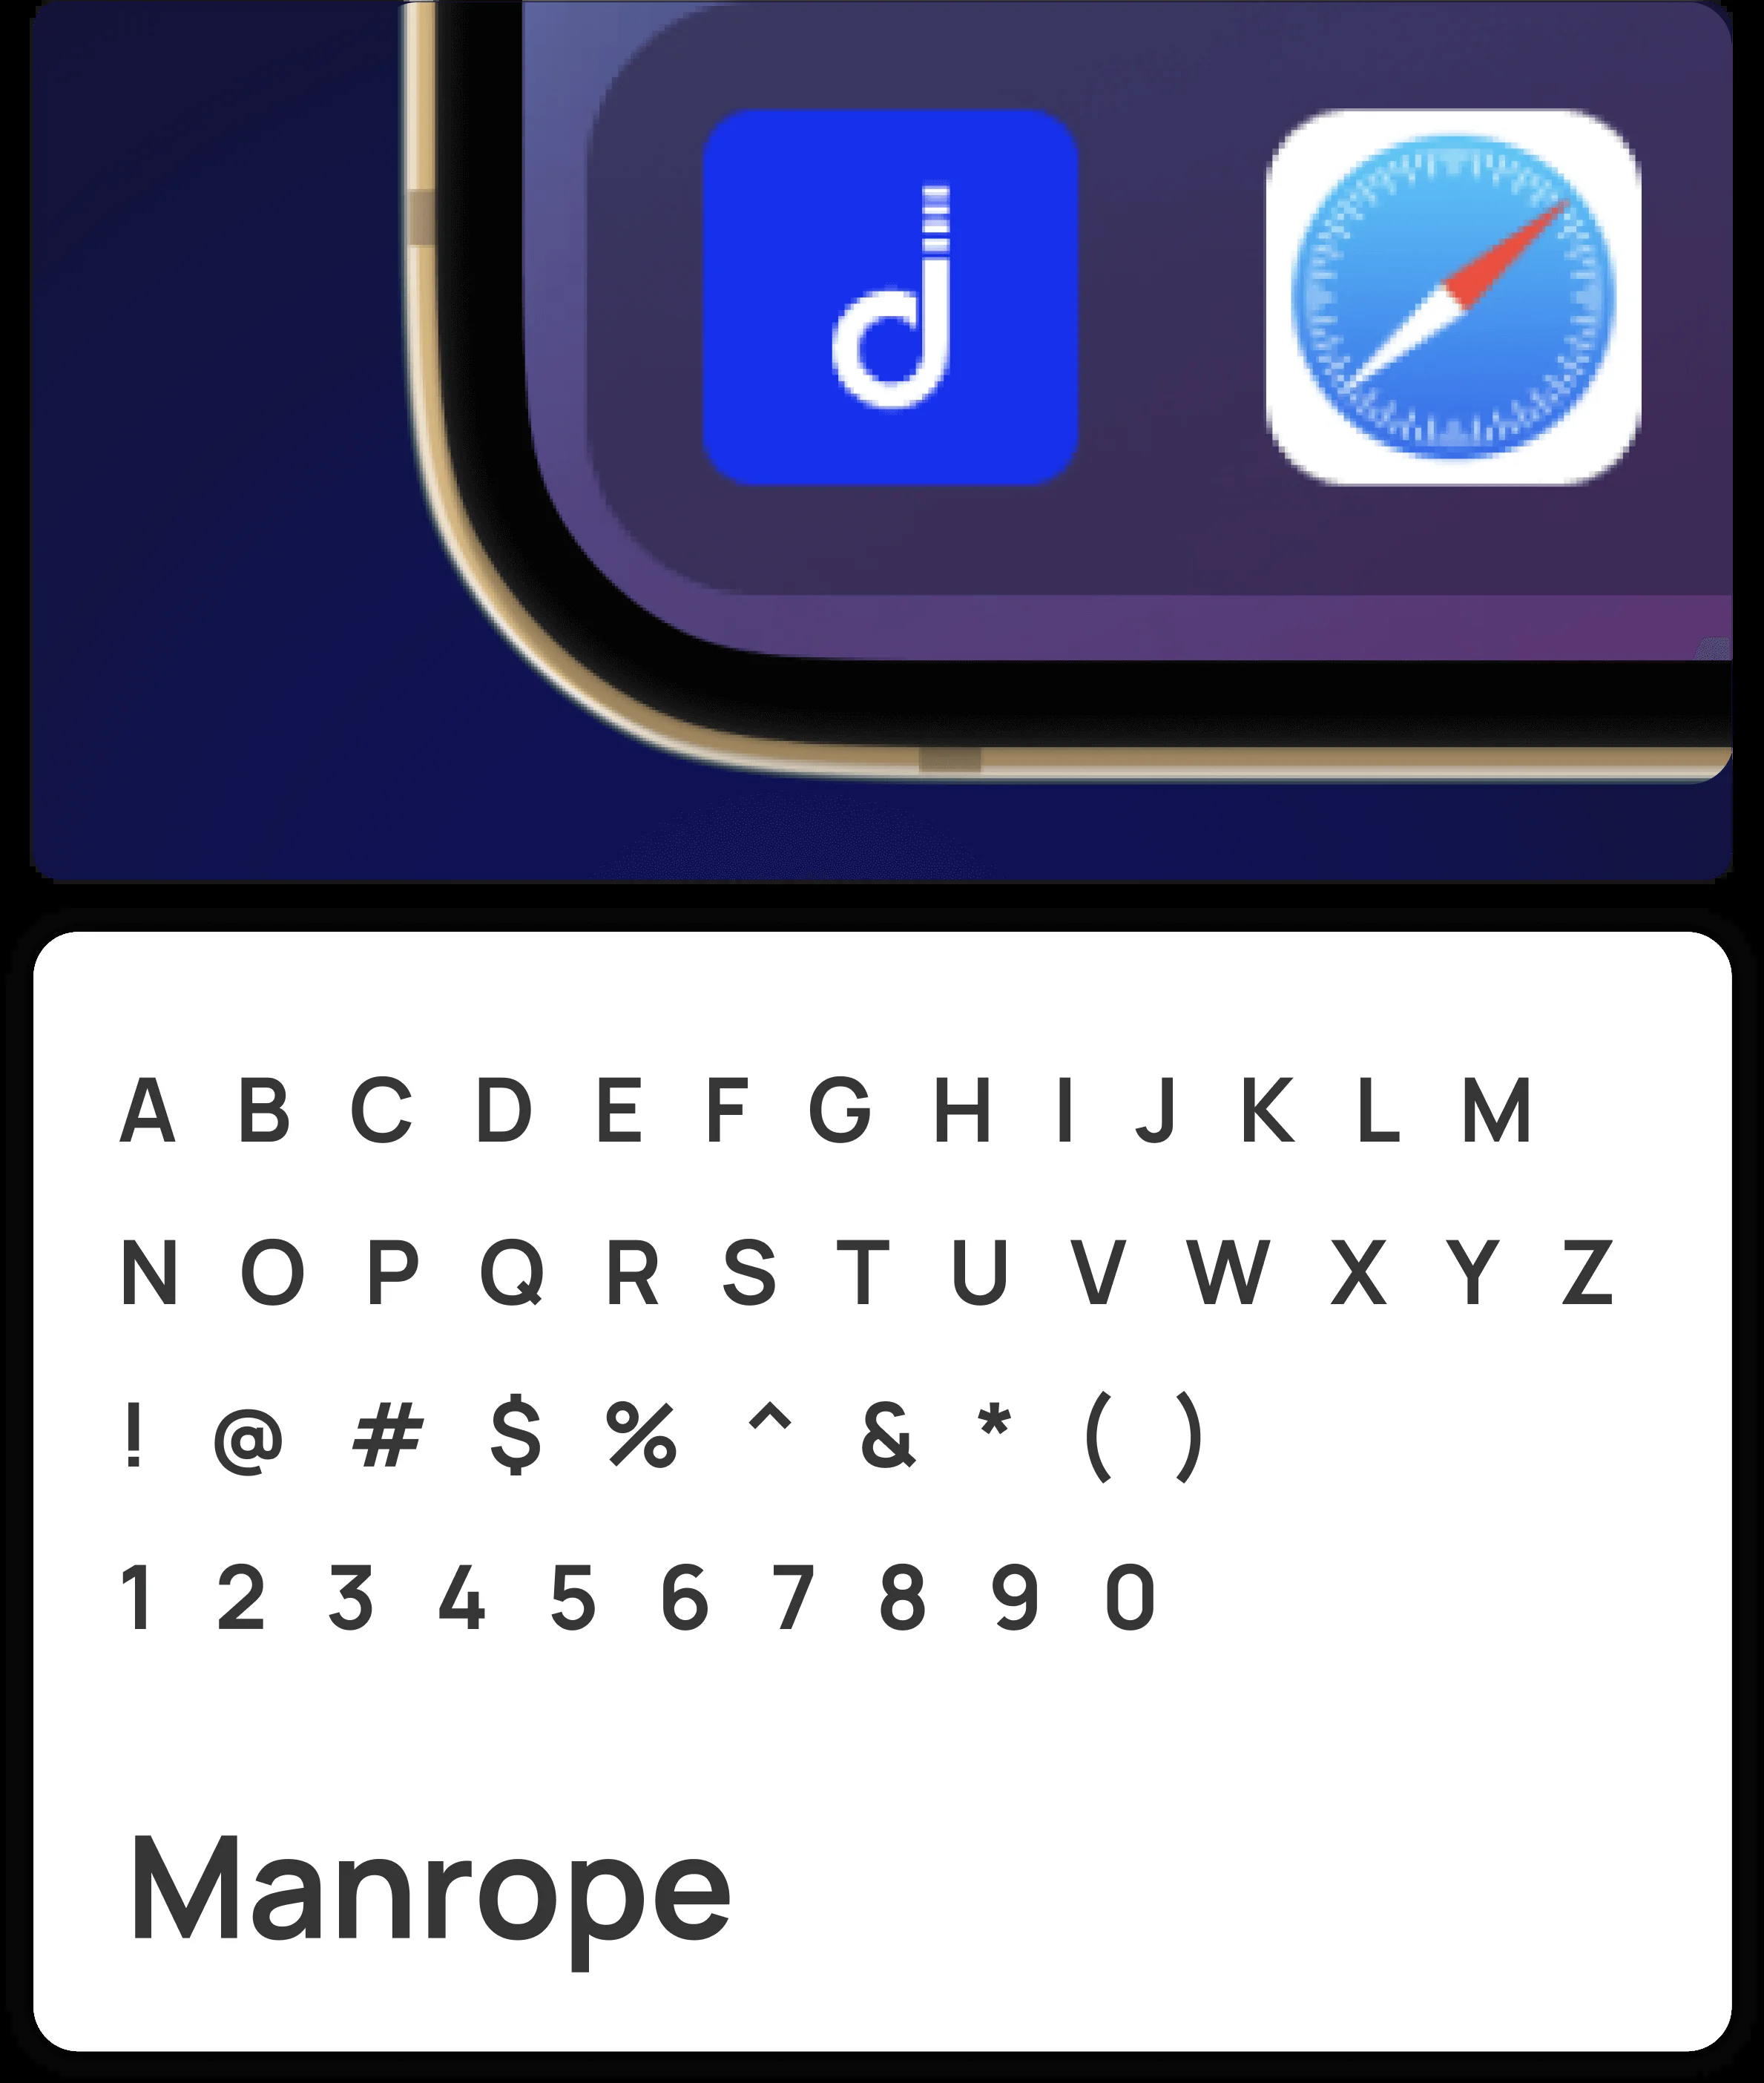 d
A B C D E F G H I J K L M
N O P Q R S T U V W X Y Z
! @ # $ % ^ & * ( )
1 2 3 4 5 6 7 8 9 0
Manrope